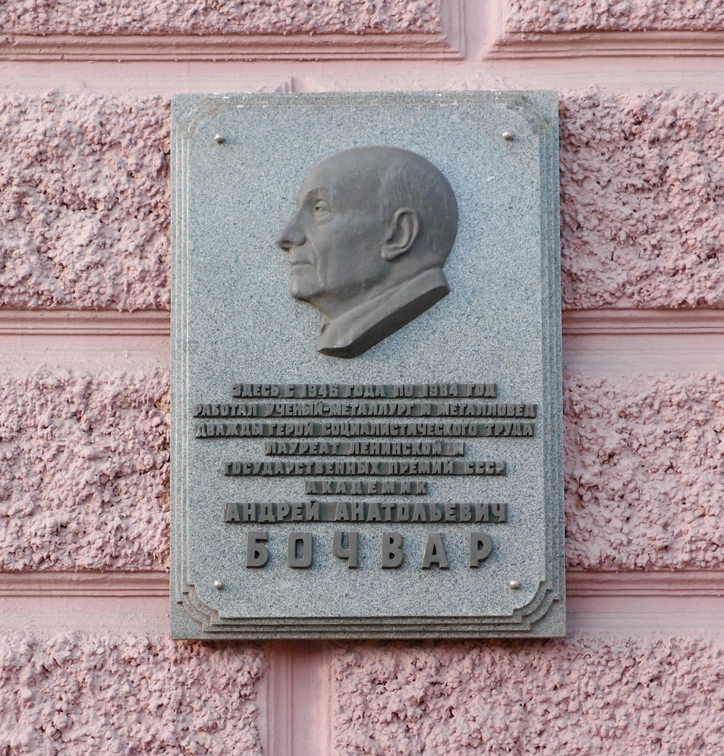 ЗДЕСЬ С 1946 ГОДА ПО 1984 ГОД
РАБОТАЛ УЧЕНЫЙ-МЕТАЛЛУРГ И МЕТАЛЛОВЕД
ДВАЖДЫ ГЕРОЙ СОЦИАЛИСТИЧЕСКОГО ТРУДА
ЛАУРЕАТ ЛЕНИНСКОЙ И
ГОСУДАРСТВЕННЫХ ПРЕМИЙ СССР
АКАДЕМИК
АНДРЕЙ АНАТОЛЬЕВИЧ
БОЧВАР